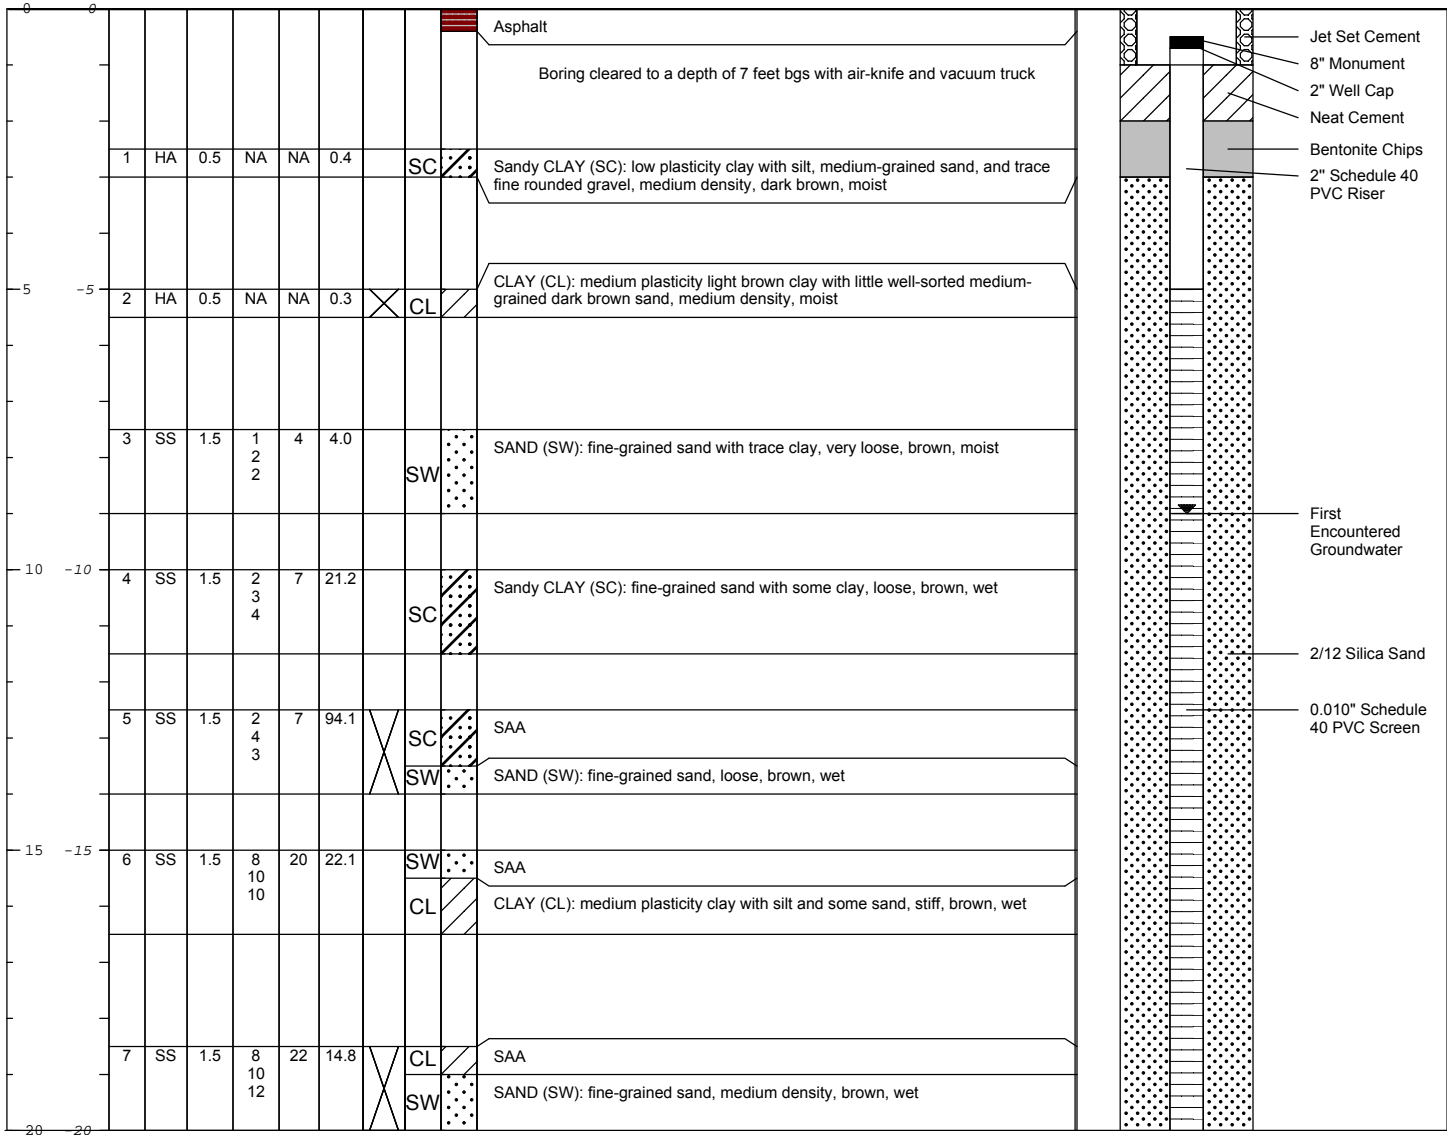 0 0
Asphalt
Boring cleared to a depth of 7 feet bgs with air-knife and vacuum truck
Jet Set Cement
8" Monument
2" Well Cap
Neat Cement
Bentonite Chips
2" Schedule 40
PVC Riser
1 HA 0.5 NA NA 0.4 SC
Sandy CLAY (SC): low plasticity clay with silt, medium-grained sand, and trace
fine rounded gravel, medium density, dark brown, moist
5 -5
2 HA 0.5 NA NA 0.3 CL
CLAY (CL): medium plasticity light brown clay with little well-sorted medium-
grained dark brown sand, medium density, moist
3 SS 1.5 1 4 4.0
2
2
SW
SAND (SW): fine-grained sand with trace clay, very loose, brown, moist
First
Encountered
Groundwater
10 -10
4 SS 1.5 2 7 21.2
3
4
SC
Sandy CLAY (SC): fine-grained sand with some clay, loose, brown, wet
2/12 Silica Sand
0.010" Schedule
40 PVC Screen
5 SS 1.5 2 7 94.1
4
3
SC
SAA
SW
SAND (SW): fine-grained sand, loose, brown, wet
15 -15
6 SS 1.5 8 20 22.1
10
10
SW
SAA
CL
CLAY (CL): medium plasticity clay with silt and some sand, stiff, brown, wet
7 SS 1.5 8 22 14.8
10
12
CL
SAA
SW
SAND (SW): fine-grained sand, medium density, brown, wet
20 -20